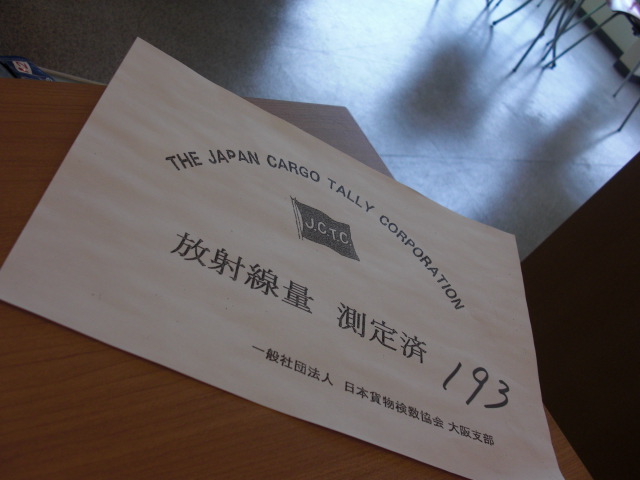 THE JAPAN CARGO TALLY CORPORATION
J.C.T.C
放射線量 測定済
193
一般社団法人 日本貨物検数協会 大阪支部